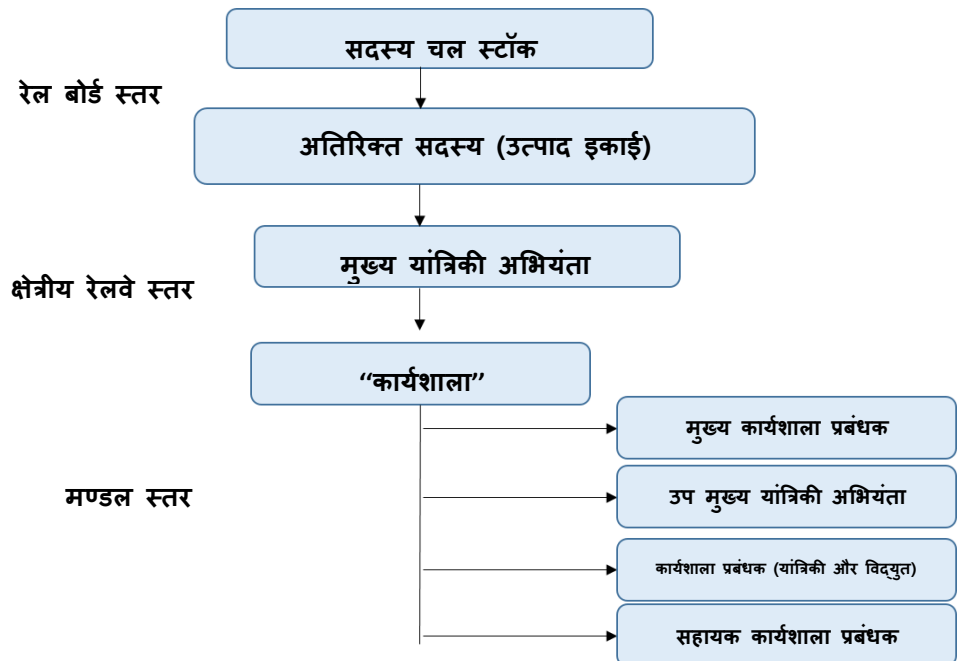 सदस्य चल स्टॉक
रेल बोर्ड स्तर
अतिरिक्त सदस्य (उत्पाद इकाई)
मुख्य यांत्रिकी अभियंता
क्षेत्रीय रेलवे स्तर
“कार्यशाला”
मुख्य कार्यशाला प्रबंधक
मण्डल स्तर
उप मुख्य यांत्रिकी अभियंता
कार्यशाला प्रबंधक (यांत्रिकी और विद्‌युत)
सहायक कार्यशाला प्रबंधक